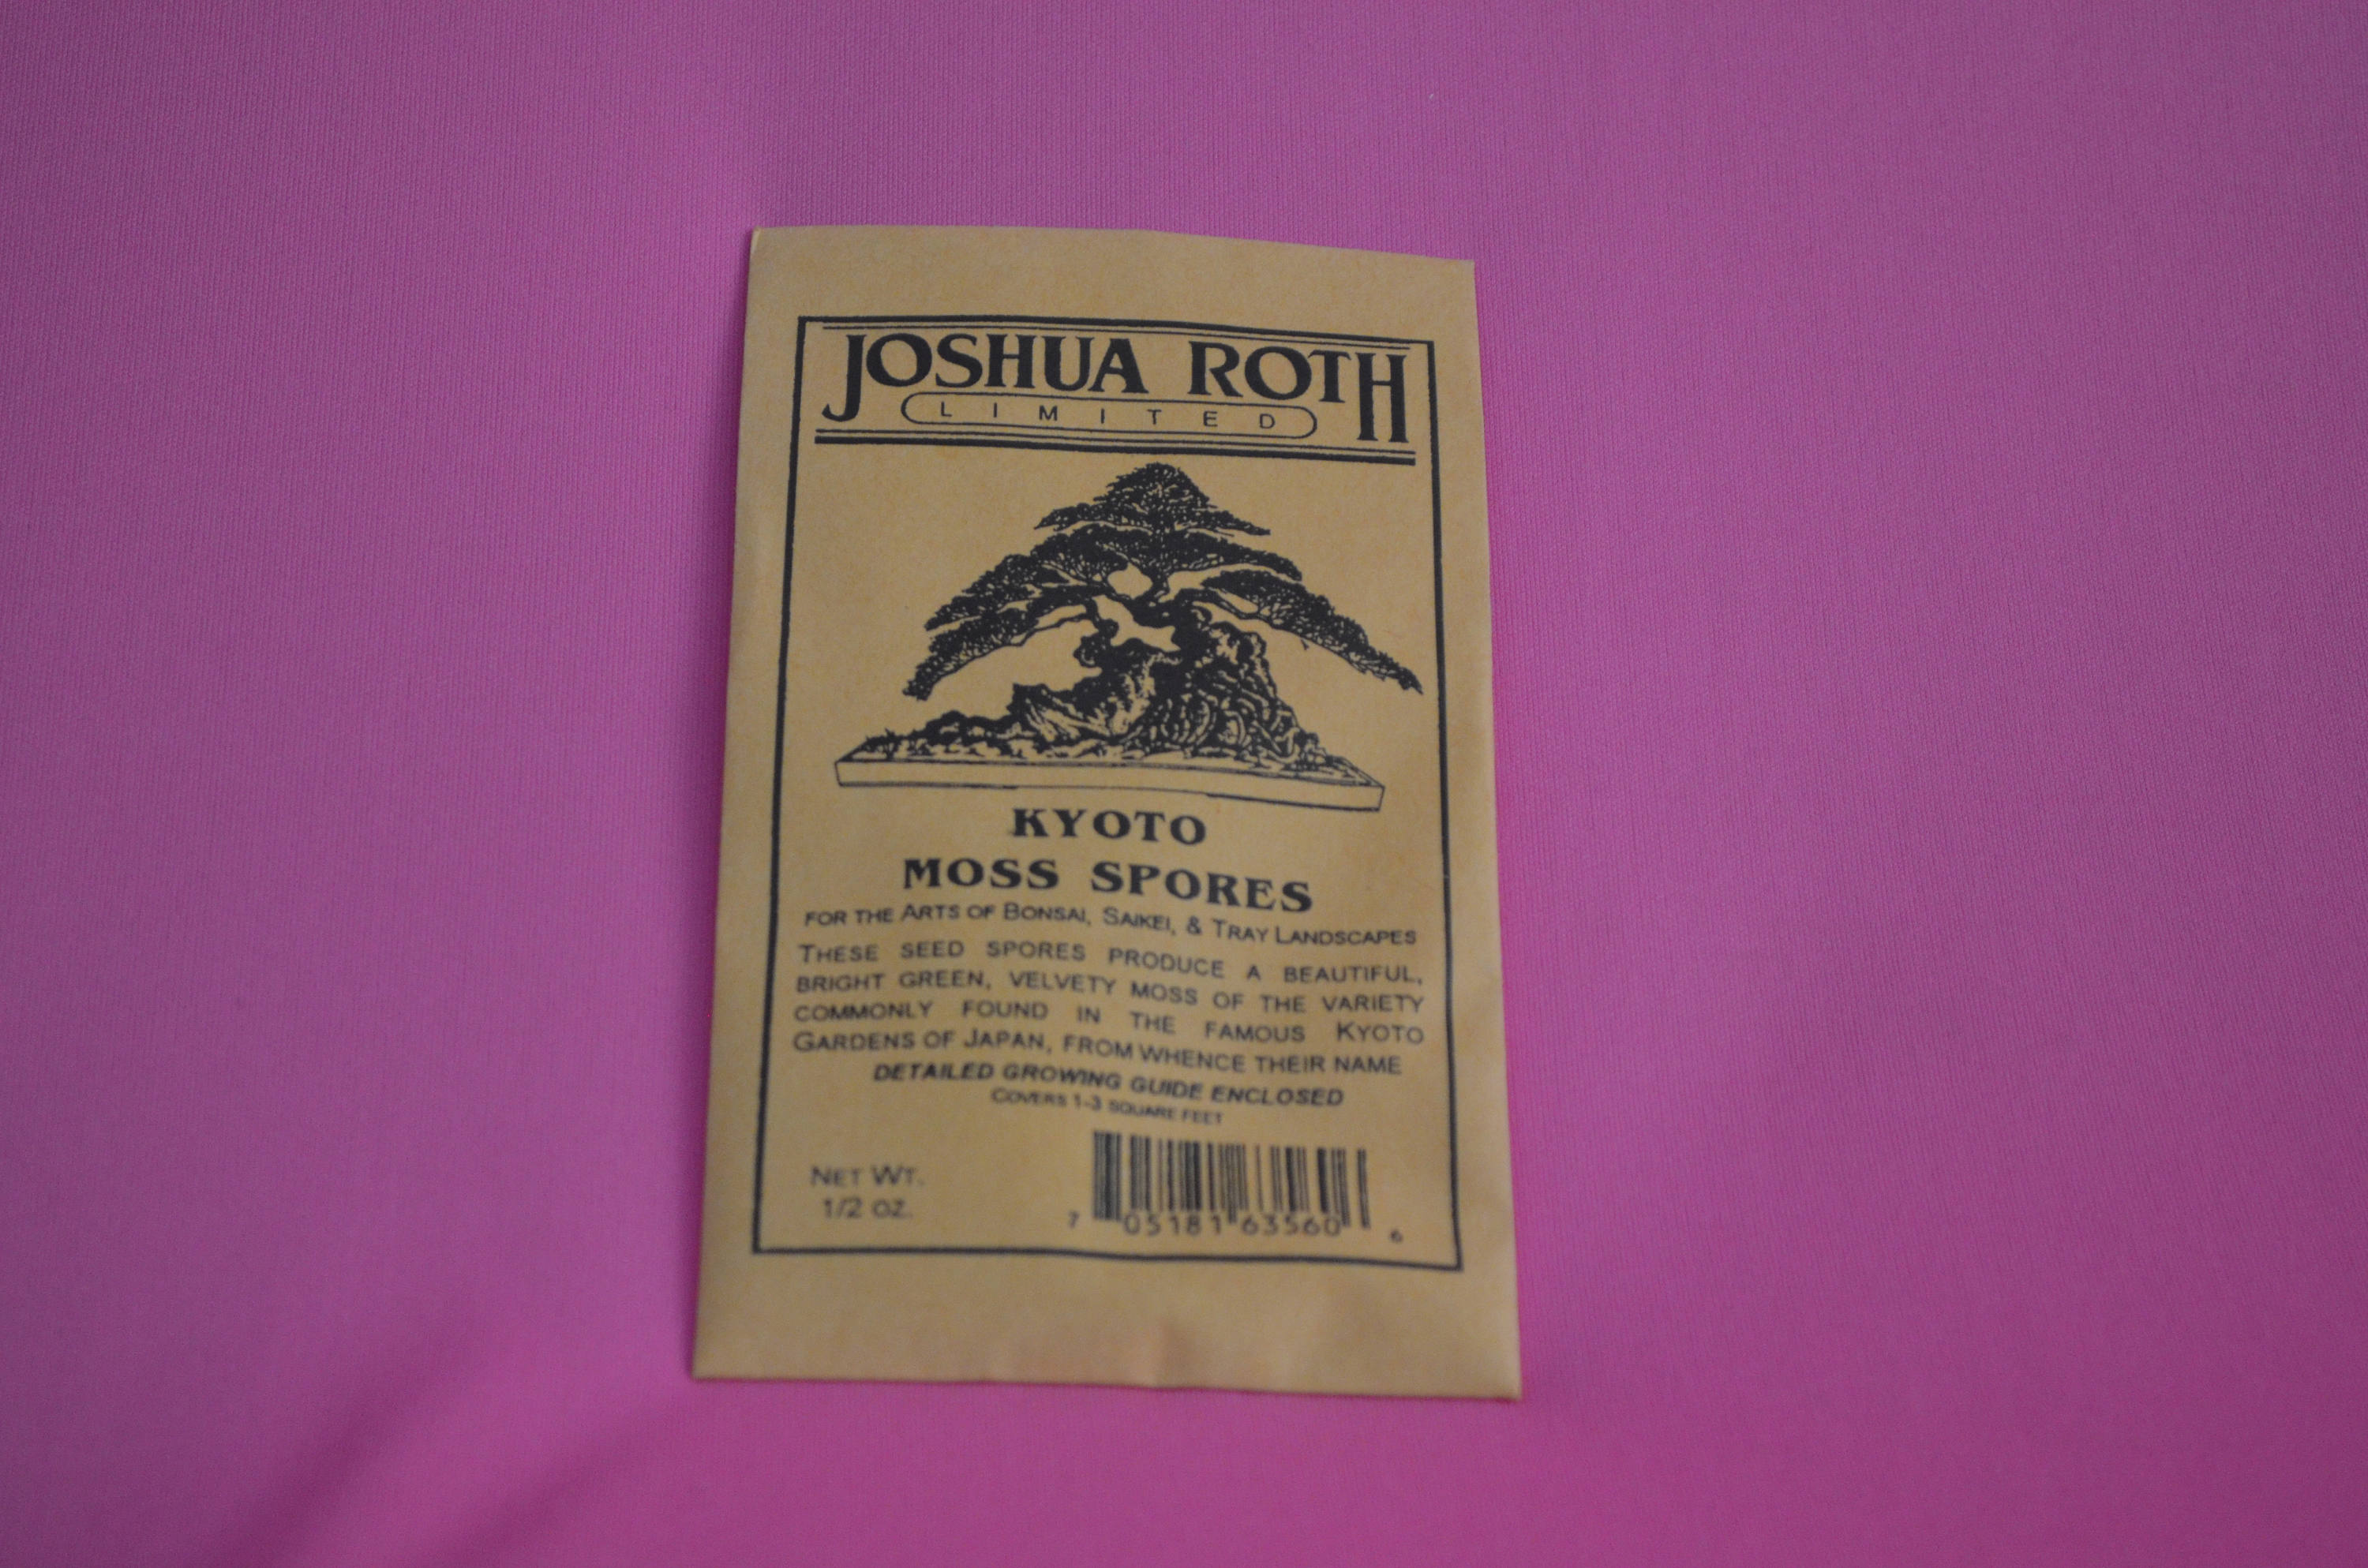 JOSHUA ROTH
LIMITED
KYOTO
MOSS SPORES
FOR THE ARTS OF BONSAI, SAIKEI, & TRAY LANDSCAPES
THESE SEED SPORES PRODUCE A BEAUTIFUL,
BRIGHT GREEN, VELVETY MOSS OF THE VARIETY
COMMONLY FOUND IN THE FAMOUS KYOTO
GARDENS OF JAPAN, FROM WHENCE THEIR NAME
DETAILED GROWING GUIDE ENCLOSED
COVERS 1-3 SQUARE FEET
NET WT.
1/2 OZ.
7 05181 63560 6